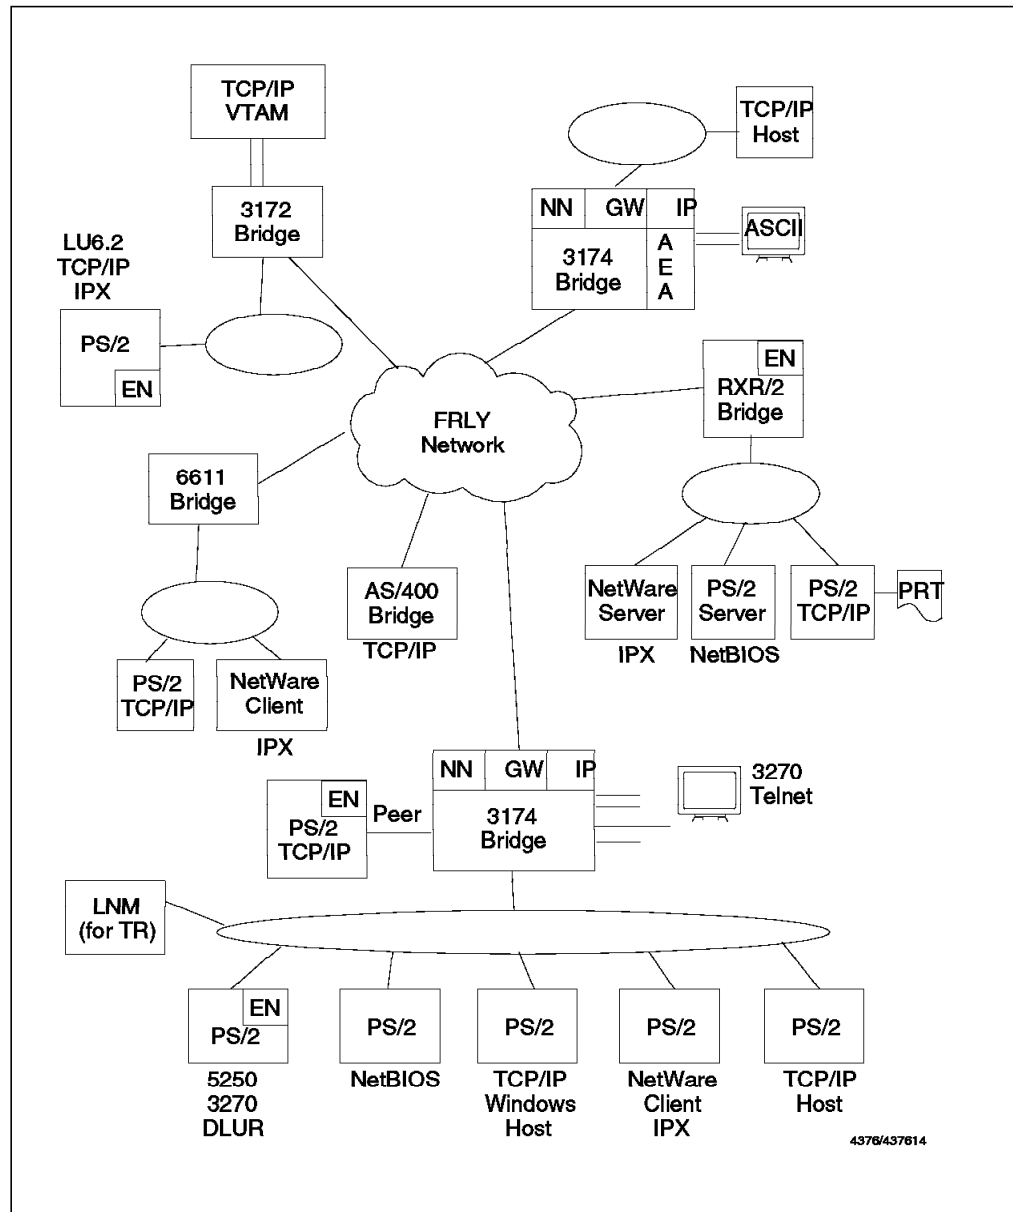 TCP/IP
VTAM
TCP/IP
Host
3172
Bridge
NN GW IP
3174
Bridge
A
E
A
ASCII
LU6.2
TCP/IP
IPX
PS/2
EN
EN
RXR/2
Bridge
FRLY
Network
6611
Bridge
AS/400
Bridge
TCP/IP
NetWare
Server
IPX
PS/2
Server
NetBIOS
PS/2
TCP/IP
PRT
PS/2
TCP/IP
NetWare
Client
IPX
NN GW IP
3174
Bridge
3270
Telnet
EN
PS/2
TCP/IP
Peer
LNM
(for TR)
EN
PS/2
5250
3270
DLUR
PS/2
NetBIOS
PS/2
TCP/IP
Windows
Host
PS/2
NetWare
Client
IPX
PS/2
TCP/IP
Host
4376/437614